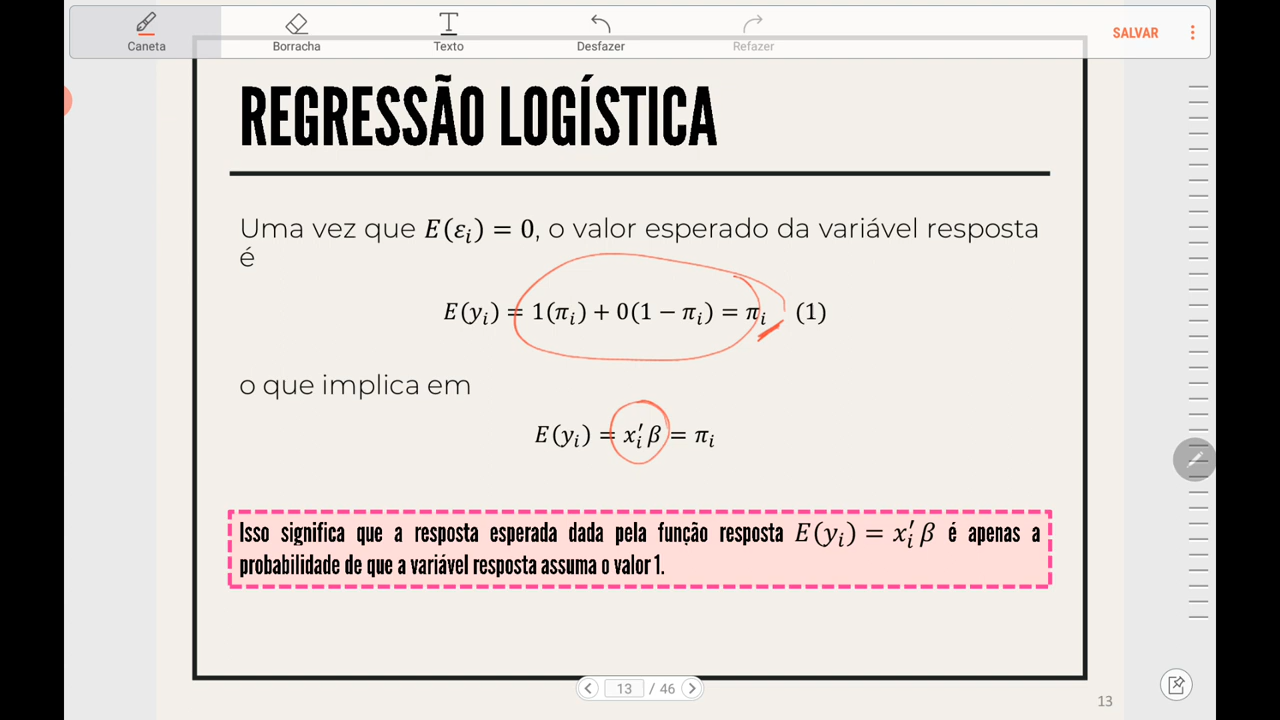 Caneta
Borracha
Texto
Desfazer
Refazer
SALVAR
REGRESSÃO LOGÍSTICA
Uma vez que E(εᵢ) = 0, o valor esperado da variável resposta
é
E(yᵢ) = 1(πᵢ) + 0(1 − πᵢ) = πᵢ (1)
o que implica em
E(yᵢ) = xᵢ′β = πᵢ
Isso significa que a resposta esperada dada pela função resposta E(yᵢ) = xᵢ′β é apenas a
probabilidade de que a variável resposta assuma o valor 1.
13 / 46
13